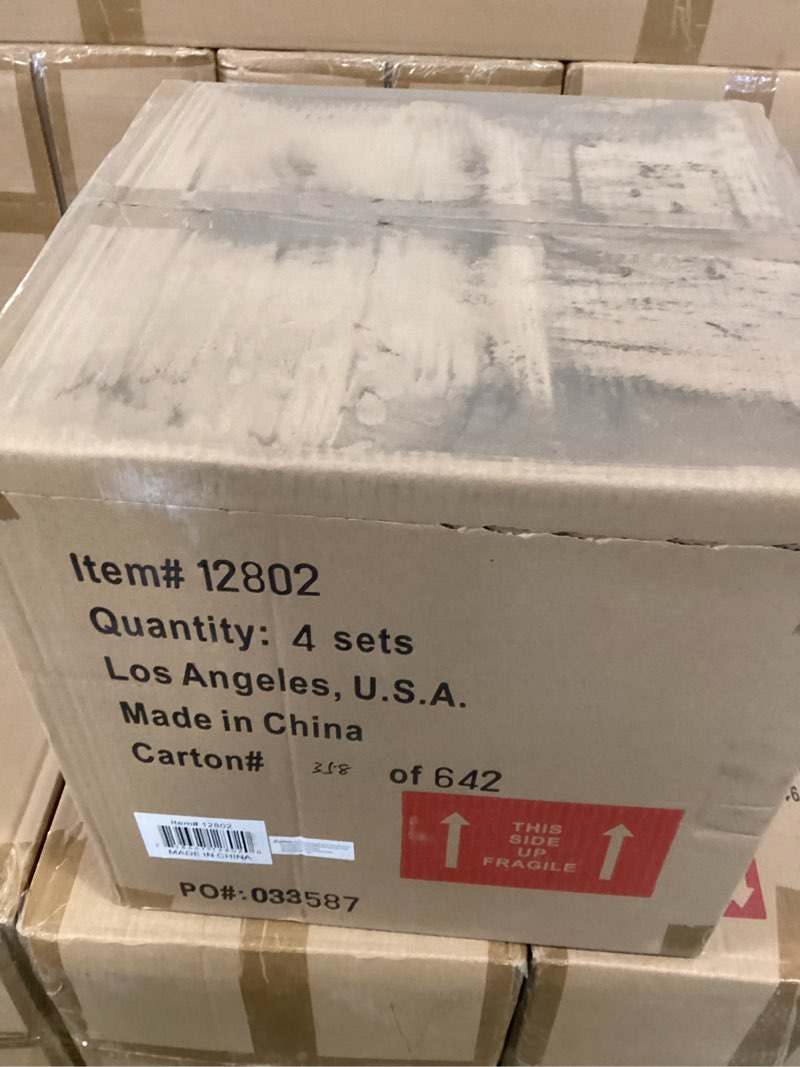 Item# 12802
Quantity: 4 sets
Los Angeles, U.S.A.
Made in China
Carton# 358 of 642
Item# 12802
MADE IN CHINA
THIS
SIDE
UP
FRAGILE
PO#: 033587